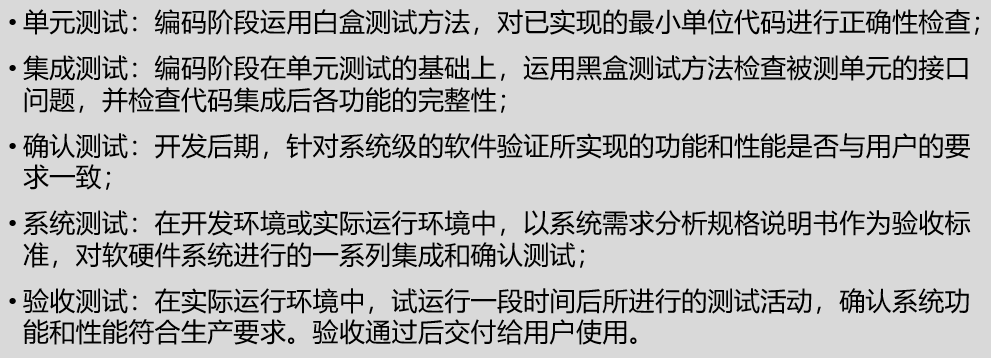 • 单元测试：编码阶段运用白盒测试方法，对已实现的最小单位代码进行正确性检查；
• 集成测试：编码阶段在单元测试的基础上，运用黑盒测试方法检查被测单元的接口
问题，并检查代码集成后各功能的完整性；
• 确认测试：开发后期，针对系统级的软件验证所实现的功能和性能是否与用户的要
求一致；
• 系统测试：在开发环境或实际运行环境中，以系统需求分析规格说明书作为验收标
准，对软硬件系统进行的一系列集成和确认测试；
• 验收测试：在实际运行环境中，试运行一段时间后所进行的测试活动，确认系统功
能和性能符合生产要求。验收通过后交付给用户使用。